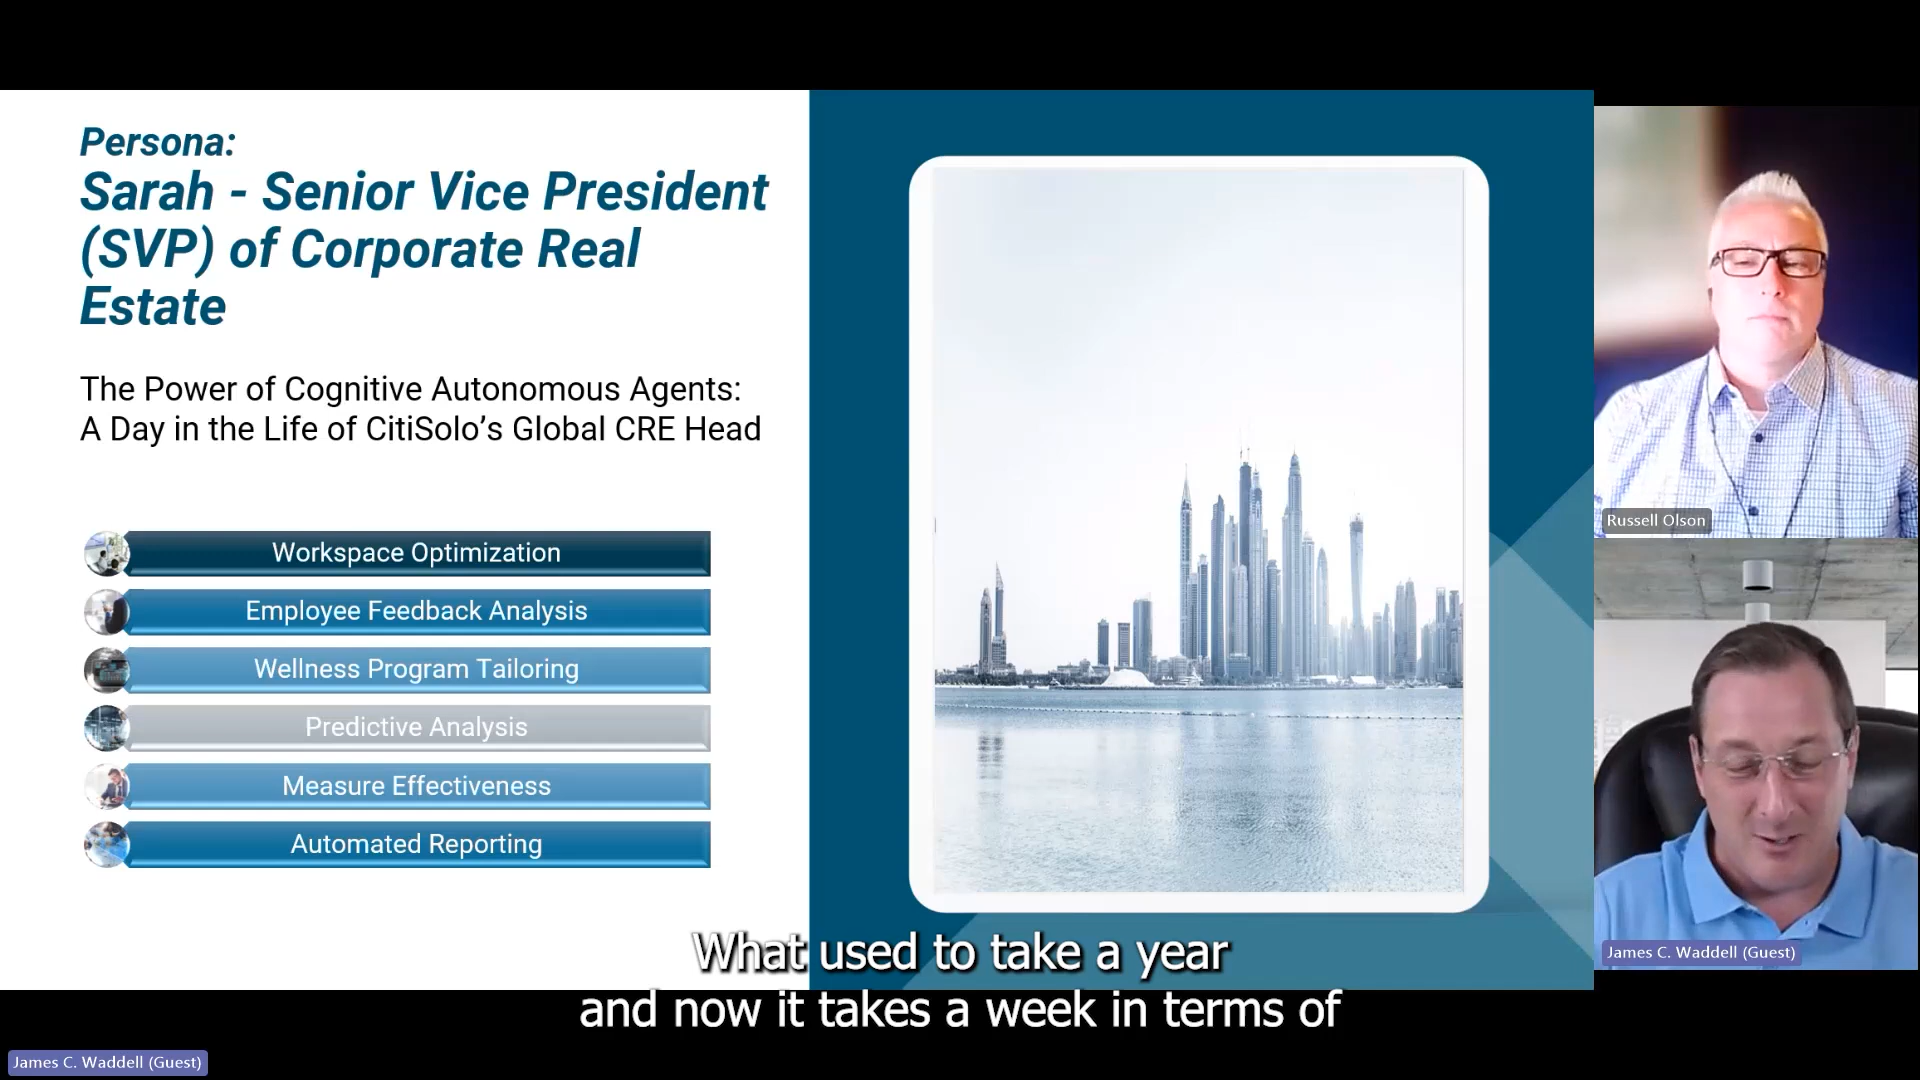 Persona:
Sarah - Senior Vice President
(SVP) of Corporate Real
Estate
The Power of Cognitive Autonomous Agents:
A Day in the Life of CitiSolo’s Global CRE Head
Workspace Optimization
Employee Feedback Analysis
Wellness Program Tailoring
Predictive Analysis
Measure Effectiveness
Automated Reporting
Russell Olson
James C. Waddell (Guest)
What used to take a year
and now it takes a week in terms of
James C. Waddell (Guest)